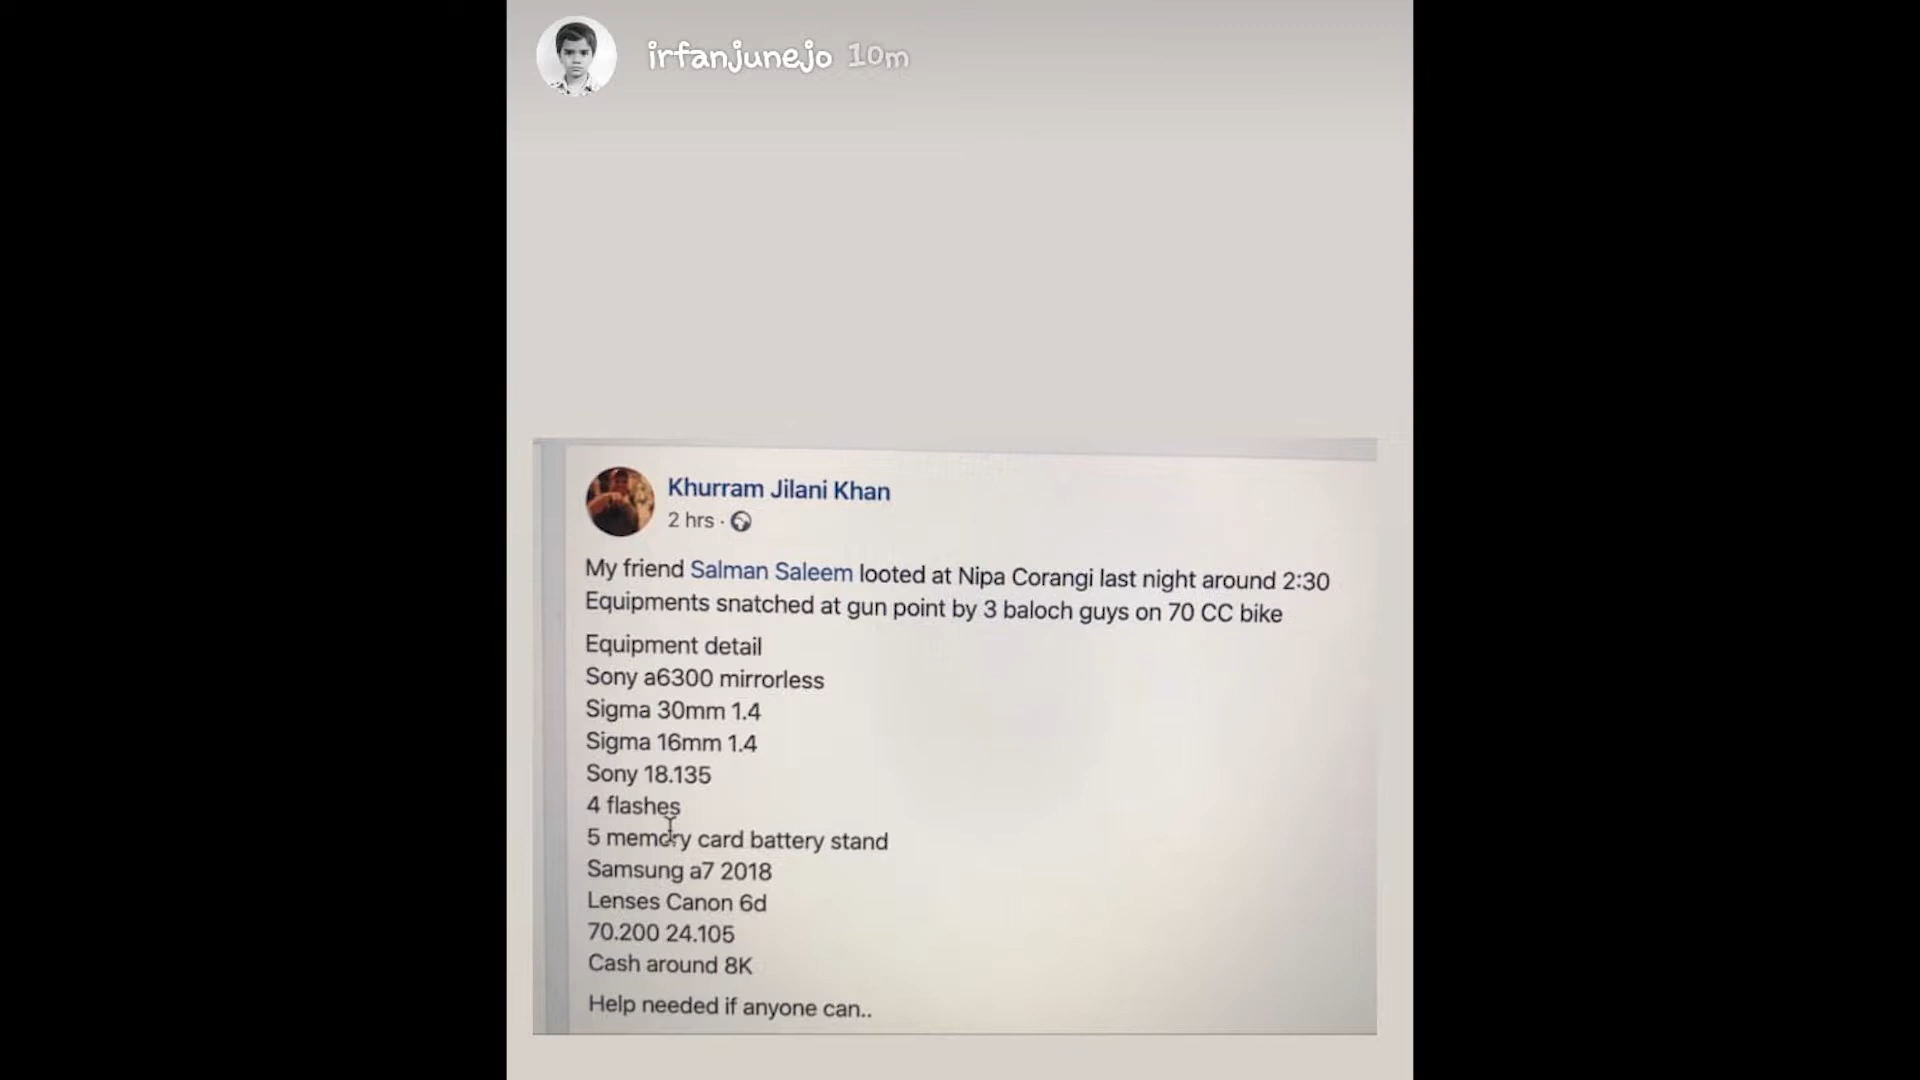 irfanjunejo 10m
Khurram Jilani Khan
2 hrs ·
My friend Salman Saleem looted at Nipa Corangi last night around 2:30
Equipments snatched at gun point by 3 baloch guys on 70 CC bike
Equipment detail
Sony a6300 mirrorless
Sigma 30mm 1.4
Sigma 16mm 1.4
Sony 18.135
4 flashes
5 memory card battery stand
Samsung a7 2018
Lenses Canon 6d
70.200 24.105
Cash around 8K
Help needed if anyone can..